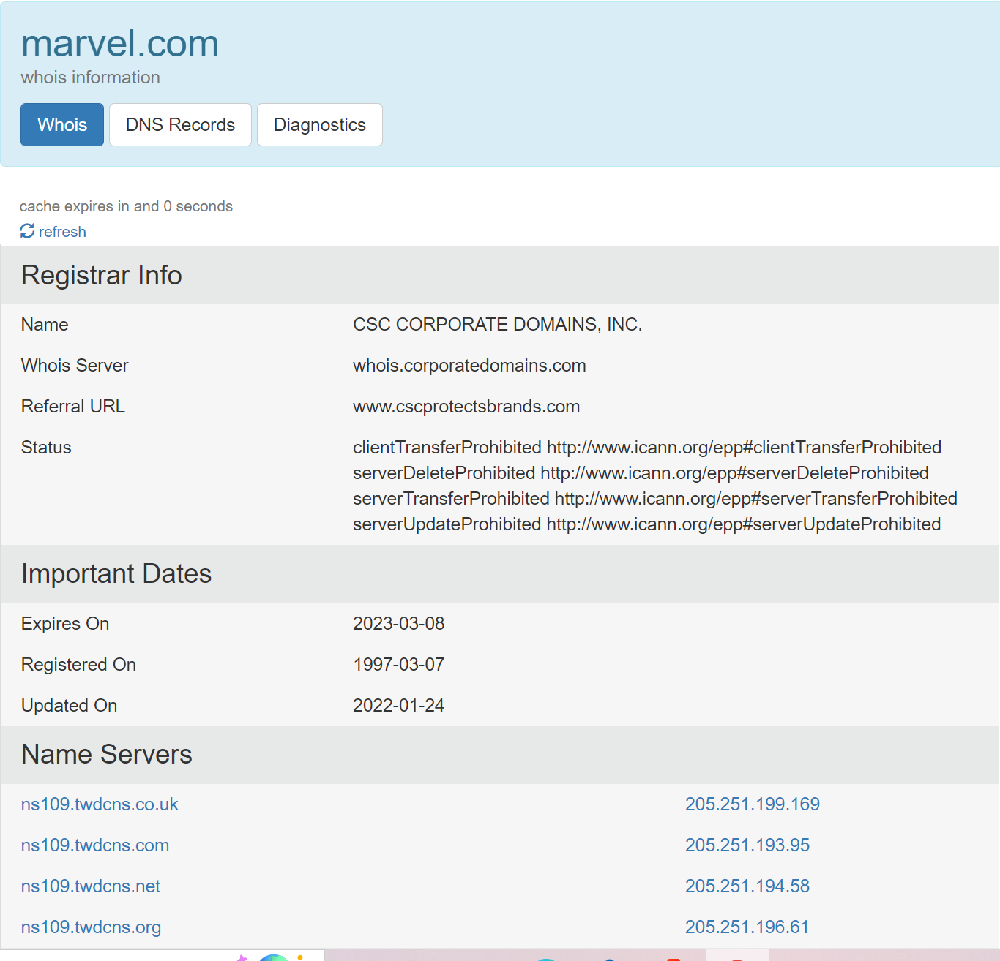 marvel.com
whois information
Whois DNS Records Diagnostics
cache expires in and 0 seconds
refresh
Registrar Info
Name CSC CORPORATE DOMAINS, INC.
Whois Server whois.corporatedomains.com
Referral URL www.cscprotectsbrands.com
Status clientTransferProhibited http://www.icann.org/epp#clientTransferProhibited
serverDeleteProhibited http://www.icann.org/epp#serverDeleteProhibited
serverTransferProhibited http://www.icann.org/epp#serverTransferProhibited
serverUpdateProhibited http://www.icann.org/epp#serverUpdateProhibited
Important Dates
Expires On 2023-03-08
Registered On 1997-03-07
Updated On 2022-01-24
Name Servers
ns109.twdcns.co.uk 205.251.199.169
ns109.twdcns.com 205.251.193.95
ns109.twdcns.net 205.251.194.58
ns109.twdcns.org 205.251.196.61